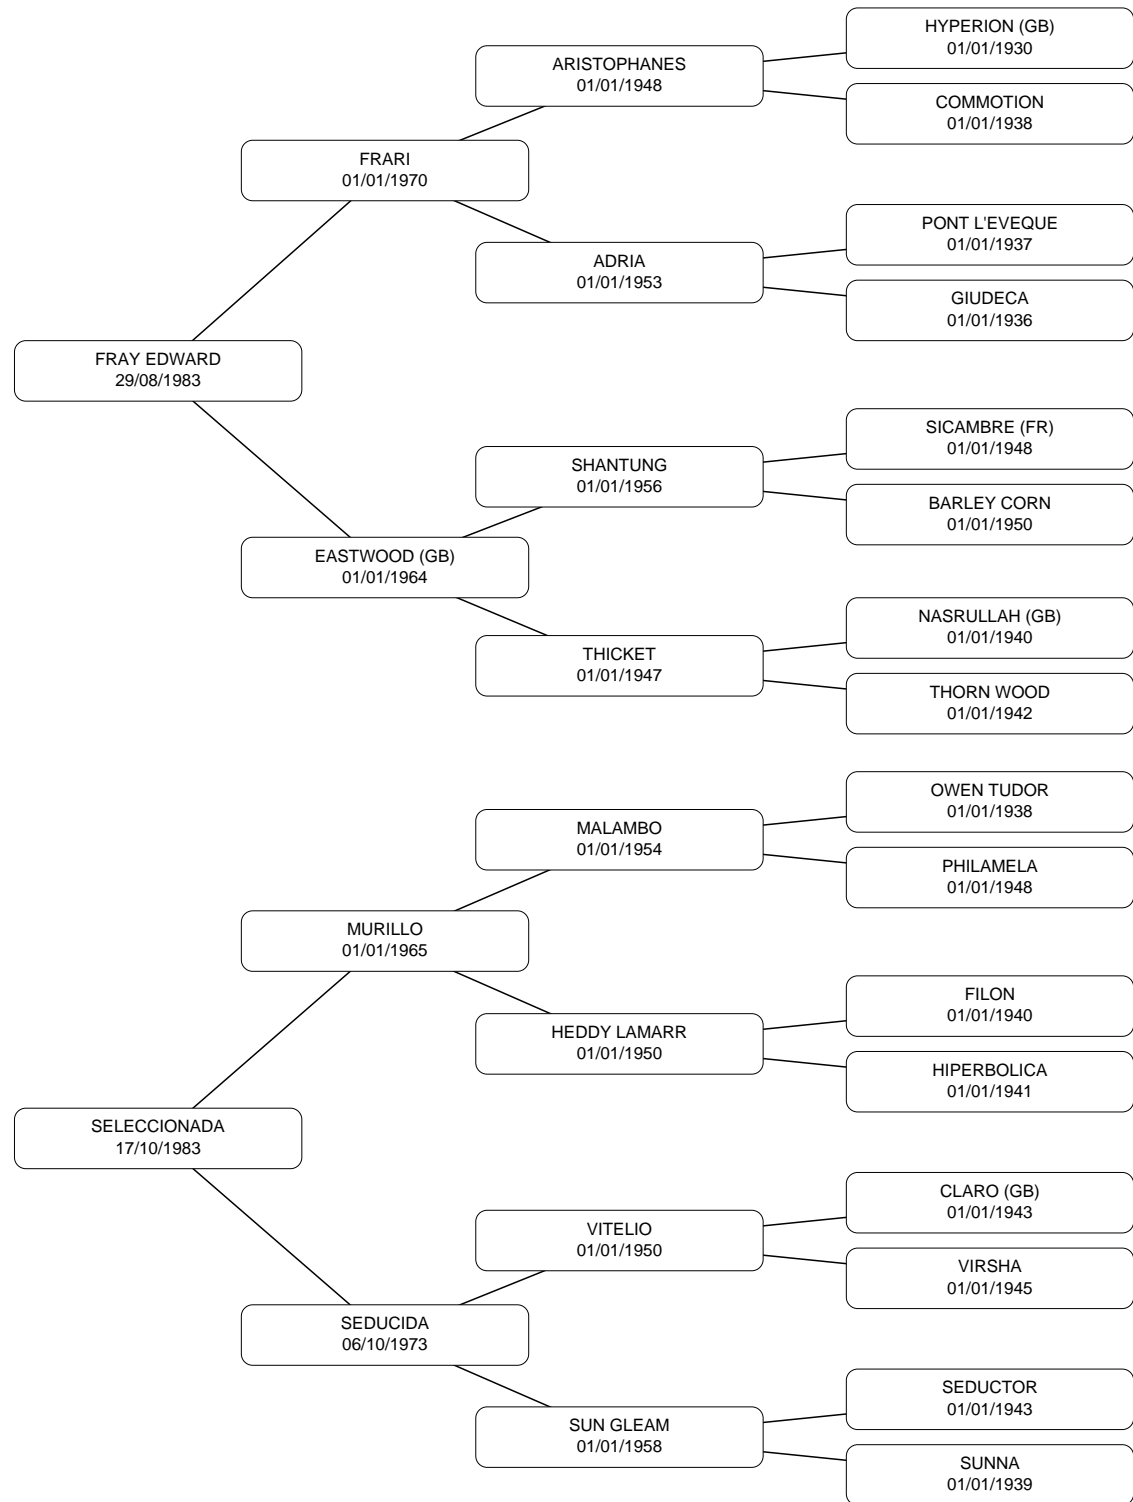 HYPERION (GB)
01/01/1930
ARISTOPHANES
01/01/1948
COMMOTION
01/01/1938
FRARI
01/01/1970
PONT L'EVEQUE
01/01/1937
ADRIA
01/01/1953
GIUDECA
01/01/1936
FRAY EDWARD
29/08/1983
SICAMBRE (FR)
01/01/1948
SHANTUNG
01/01/1956
BARLEY CORN
01/01/1950
EASTWOOD (GB)
01/01/1964
NASRULLAH (GB)
01/01/1940
THICKET
01/01/1947
THORN WOOD
01/01/1942
OWEN TUDOR
01/01/1938
MALAMBO
01/01/1954
PHILAMELA
01/01/1948
MURILLO
01/01/1965
FILON
01/01/1940
HEDDY LAMARR
01/01/1950
HIPERBOLICA
01/01/1941
SELECCIONADA
17/10/1983
CLARO (GB)
01/01/1943
VITELIO
01/01/1950
VIRSHA
01/01/1945
SEDUCIDA
06/10/1973
SEDUCTOR
01/01/1943
SUN GLEAM
01/01/1958
SUNNA
01/01/1939